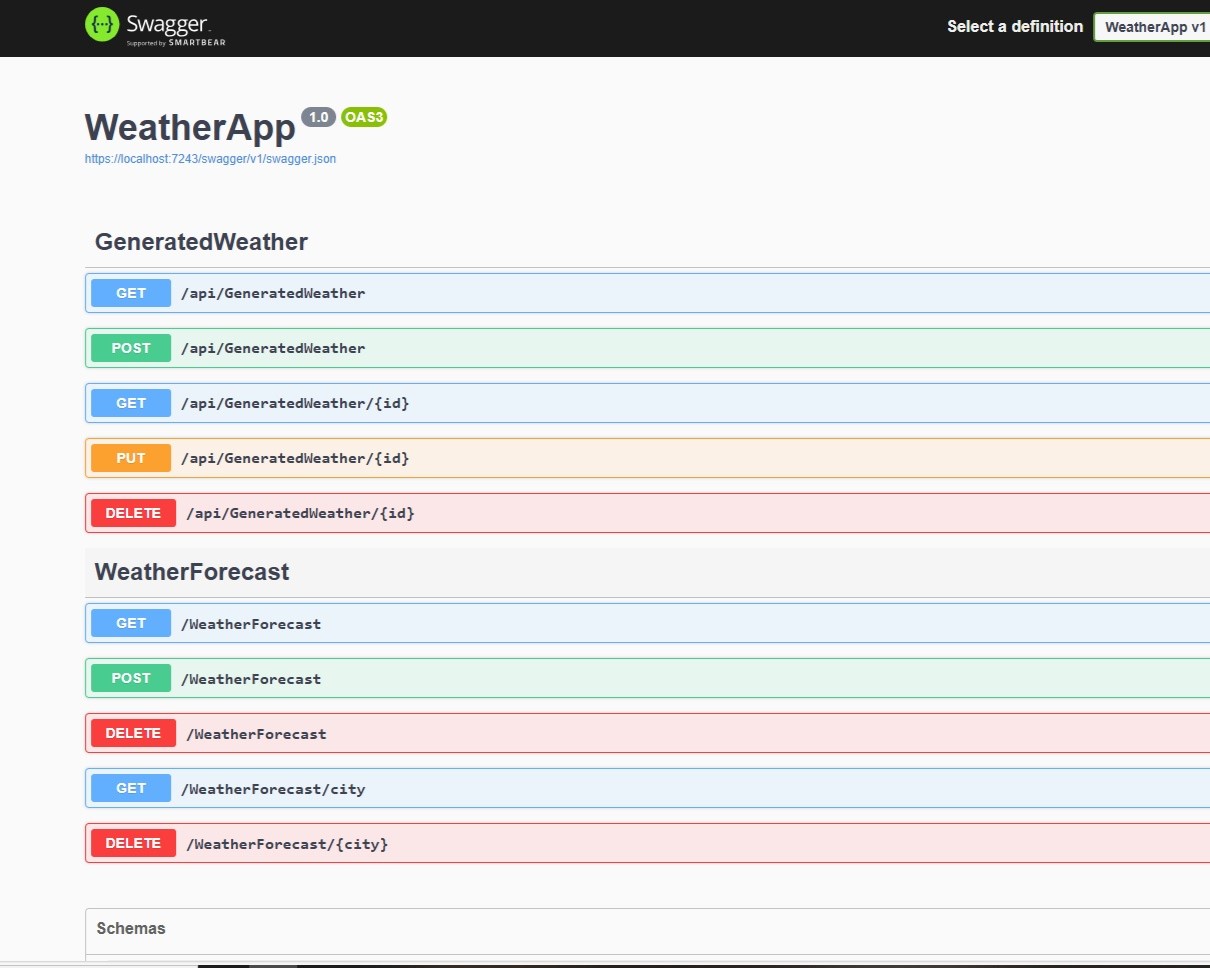 {···} Swagger
Supported by SMARTBEAR
Select a definition WeatherApp v1
WeatherApp 1.0 OAS3
https://localhost:7243/swagger/v1/swagger.json
GeneratedWeather
GET /api/GeneratedWeather
POST /api/GeneratedWeather
GET /api/GeneratedWeather/{id}
PUT /api/GeneratedWeather/{id}
DELETE /api/GeneratedWeather/{id}
WeatherForecast
GET /WeatherForecast
POST /WeatherForecast
DELETE /WeatherForecast
GET /WeatherForecast/city
DELETE /WeatherForecast/{city}
Schemas